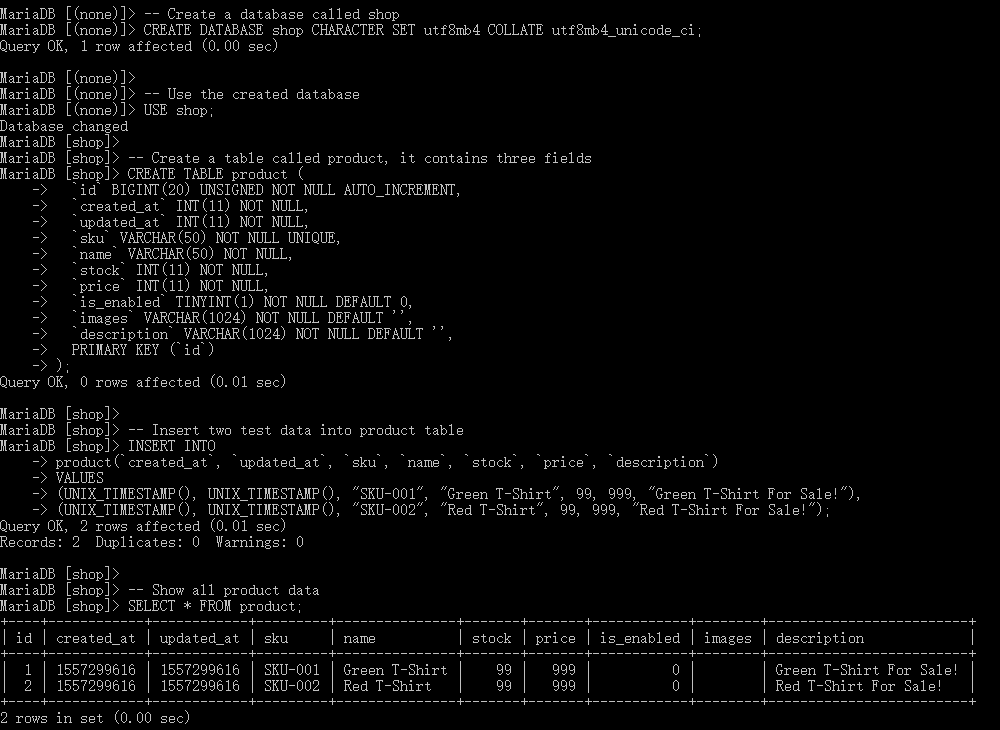 MariaDB [(none)]> -- Create a database called shop
MariaDB [(none)]> CREATE DATABASE shop CHARACTER SET utf8mb4 COLLATE utf8mb4_unicode_ci;
Query OK, 1 row affected (0.00 sec)

MariaDB [(none)]>
MariaDB [(none)]> -- Use the created database
MariaDB [(none)]> USE shop;
Database changed
MariaDB [shop]>
MariaDB [shop]> -- Create a table called product, it contains three fields
MariaDB [shop]> CREATE TABLE product (
    ->   `id` BIGINT(20) UNSIGNED NOT NULL AUTO_INCREMENT,
    ->   `created_at` INT(11) NOT NULL,
    ->   `updated_at` INT(11) NOT NULL,
    ->   `sku` VARCHAR(50) NOT NULL UNIQUE,
    ->   `name` VARCHAR(50) NOT NULL,
    ->   `stock` INT(11) NOT NULL,
    ->   `price` INT(11) NOT NULL,
    ->   `is_enabled` TINYINT(1) NOT NULL DEFAULT 0,
    ->   `images` VARCHAR(1024) NOT NULL DEFAULT '',
    ->   `description` VARCHAR(1024) NOT NULL DEFAULT '',
    ->   PRIMARY KEY (`id`)
    -> );
Query OK, 0 rows affected (0.01 sec)

MariaDB [shop]>
MariaDB [shop]> -- Insert two test data into product table
MariaDB [shop]> INSERT INTO
    -> product(`created_at`, `updated_at`, `sku`, `name`, `stock`, `price`, `description`)
    -> VALUES
    -> (UNIX_TIMESTAMP(), UNIX_TIMESTAMP(), "SKU-001", "Green T-Shirt", 99, 999, "Green T-Shirt For Sale!"),
    -> (UNIX_TIMESTAMP(), UNIX_TIMESTAMP(), "SKU-002", "Red T-Shirt", 99, 999, "Red T-Shirt For Sale!");
Query OK, 2 rows affected (0.01 sec)
Records: 2  Duplicates: 0  Warnings: 0

MariaDB [shop]>
MariaDB [shop]> -- Show all product data
MariaDB [shop]> SELECT * FROM product;
| id | created_at | updated_at | sku | name | stock | price | is_enabled | images | description |
| 1 | 1557299616 | 1557299616 | SKU-001 | Green T-Shirt | 99 | 999 | 0 | | Green T-Shirt For Sale! |
| 2 | 1557299616 | 1557299616 | SKU-002 | Red T-Shirt | 99 | 999 | 0 | | Red T-Shirt For Sale! |
2 rows in set (0.00 sec)